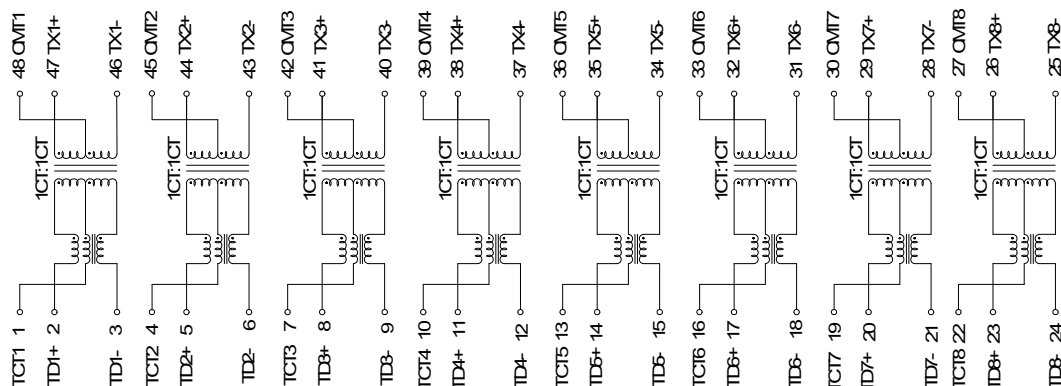 48 CMT1
47 TX1+
46 TX1-
45 CMT2
44 TX2+
43 TX2-
42 CMT3
41 TX3+
40 TX3-
39 CMT4
38 TX4+
37 TX4-
36 CMT5
35 TX5+
34 TX5-
33 CMT6
32 TX6+
31 TX6-
30 CMT7
29 TX7+
28 TX7-
27 CMT8
26 TX8+
25 TX8-
1CT:1CT
1CT:1CT
1CT:1CT
1CT:1CT
1CT:1CT
1CT:1CT
1CT:1CT
1CT:1CT
TCT1 1
TD1+ 2
TD1- 3
TCT2 4
TD2+ 5
TD2- 6
TCT3 7
TD3+ 8
TD3- 9
TCT4 10
TD4+ 11
TD4- 12
TCT5 13
TD5+ 14
TD5- 15
TCT6 16
TD6+ 17
TD6- 18
TCT7 19
TD7+ 20
TD7- 21
TCT8 22
TD8+ 23
TD8- 24